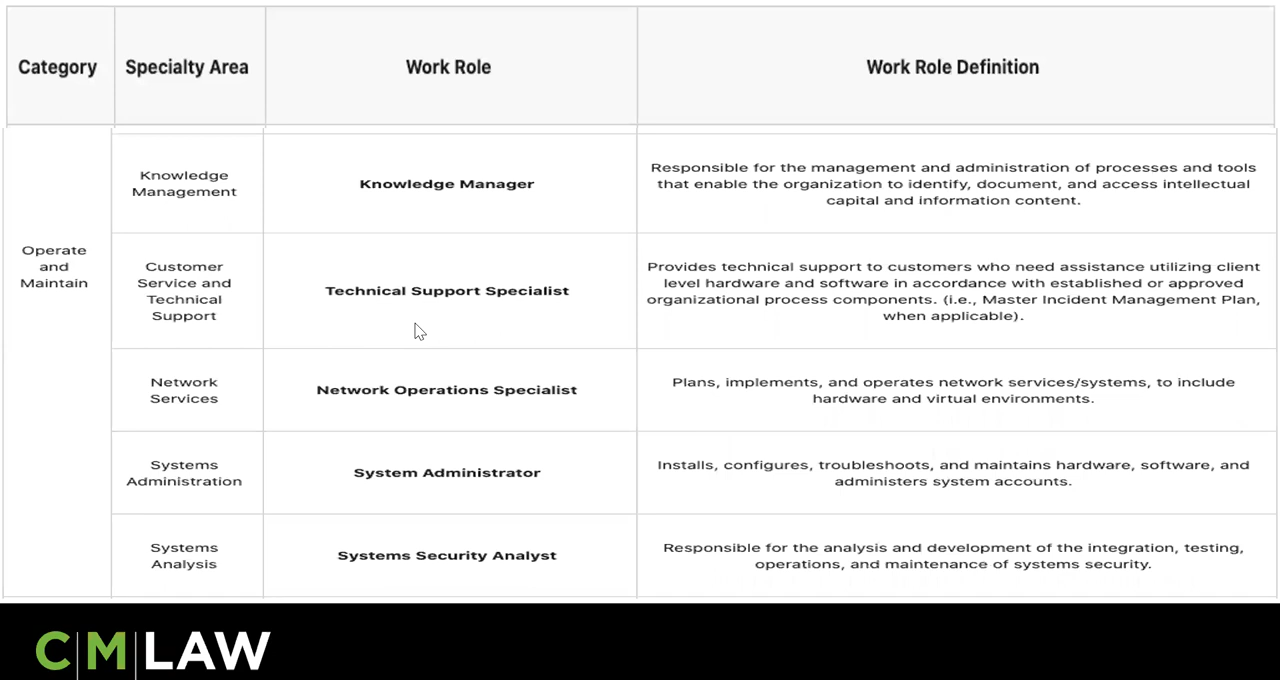 Category
Specialty Area
Work Role
Work Role Definition
Operate
and
Maintain
Knowledge
Management
Knowledge Manager
Responsible for the management and administration of processes and tools
that enable the organization to identify, document, and access intellectual
capital and information content.
Customer
Service and
Technical
Support
Technical Support Specialist
Provides technical support to customers who need assistance utilizing client
level hardware and software in accordance with established or approved
organizational process components. (i.e., Master Incident Management Plan,
when applicable).
Network
Services
Network Operations Specialist
Plans, implements, and operates network services/systems, to include
hardware and virtual environments.
Systems
Administration
System Administrator
Installs, configures, troubleshoots, and maintains hardware, software, and
administers system accounts.
Systems
Analysis
Systems Security Analyst
Responsible for the analysis and development of the integration, testing,
operations, and maintenance of systems security.
CMLAW